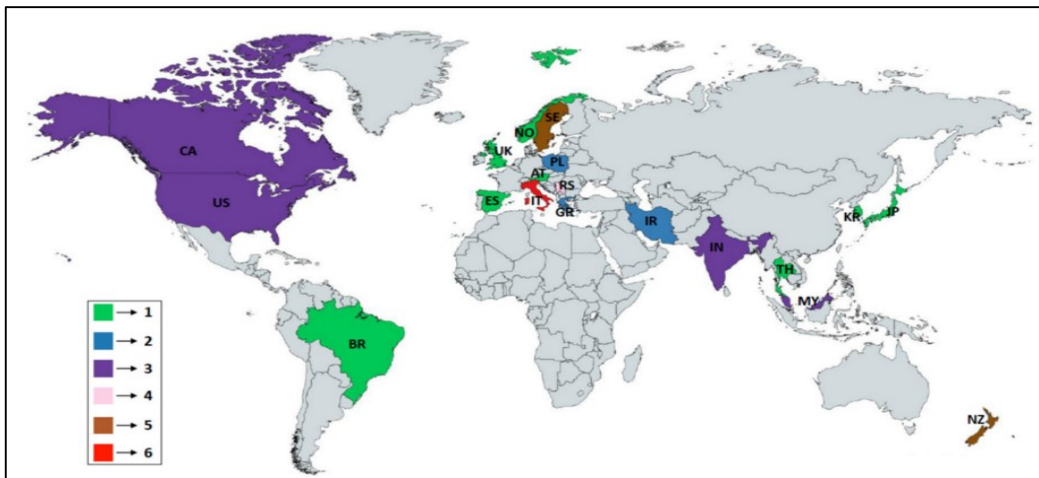 SE
NO
UK
PL
CA
AT
RS
US
ES
IT
GR
IR
KR
JP
IN
TH
MY
→ 1
→ 2
BR
→ 3
→ 4
→ 5
NZ
→ 6